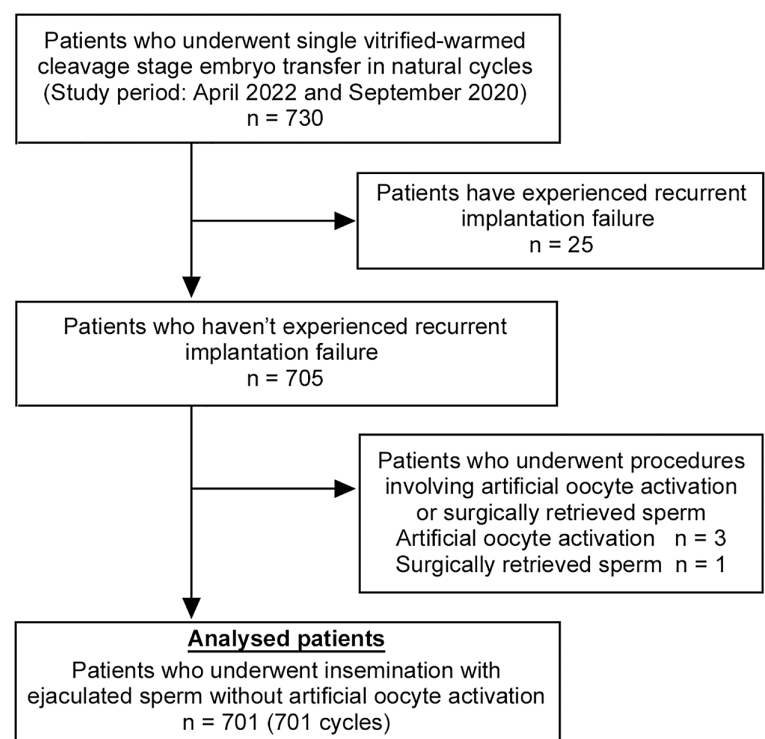 Patients who underwent single vitrified-warmed
cleavage stage embryo transfer in natural cycles
(Study period: April 2022 and September 2020)
n = 730
Patients have experienced recurrent
implantation failure
n = 25
Patients who haven’t experienced recurrent
implantation failure
n = 705
Patients who underwent procedures
involving artificial oocyte activation
or surgically retrieved sperm
Artificial oocyte activation n = 3
Surgically retrieved sperm n = 1
Analysed patients
Patients who underwent insemination with
ejaculated sperm without artificial oocyte activation
n = 701 (701 cycles)